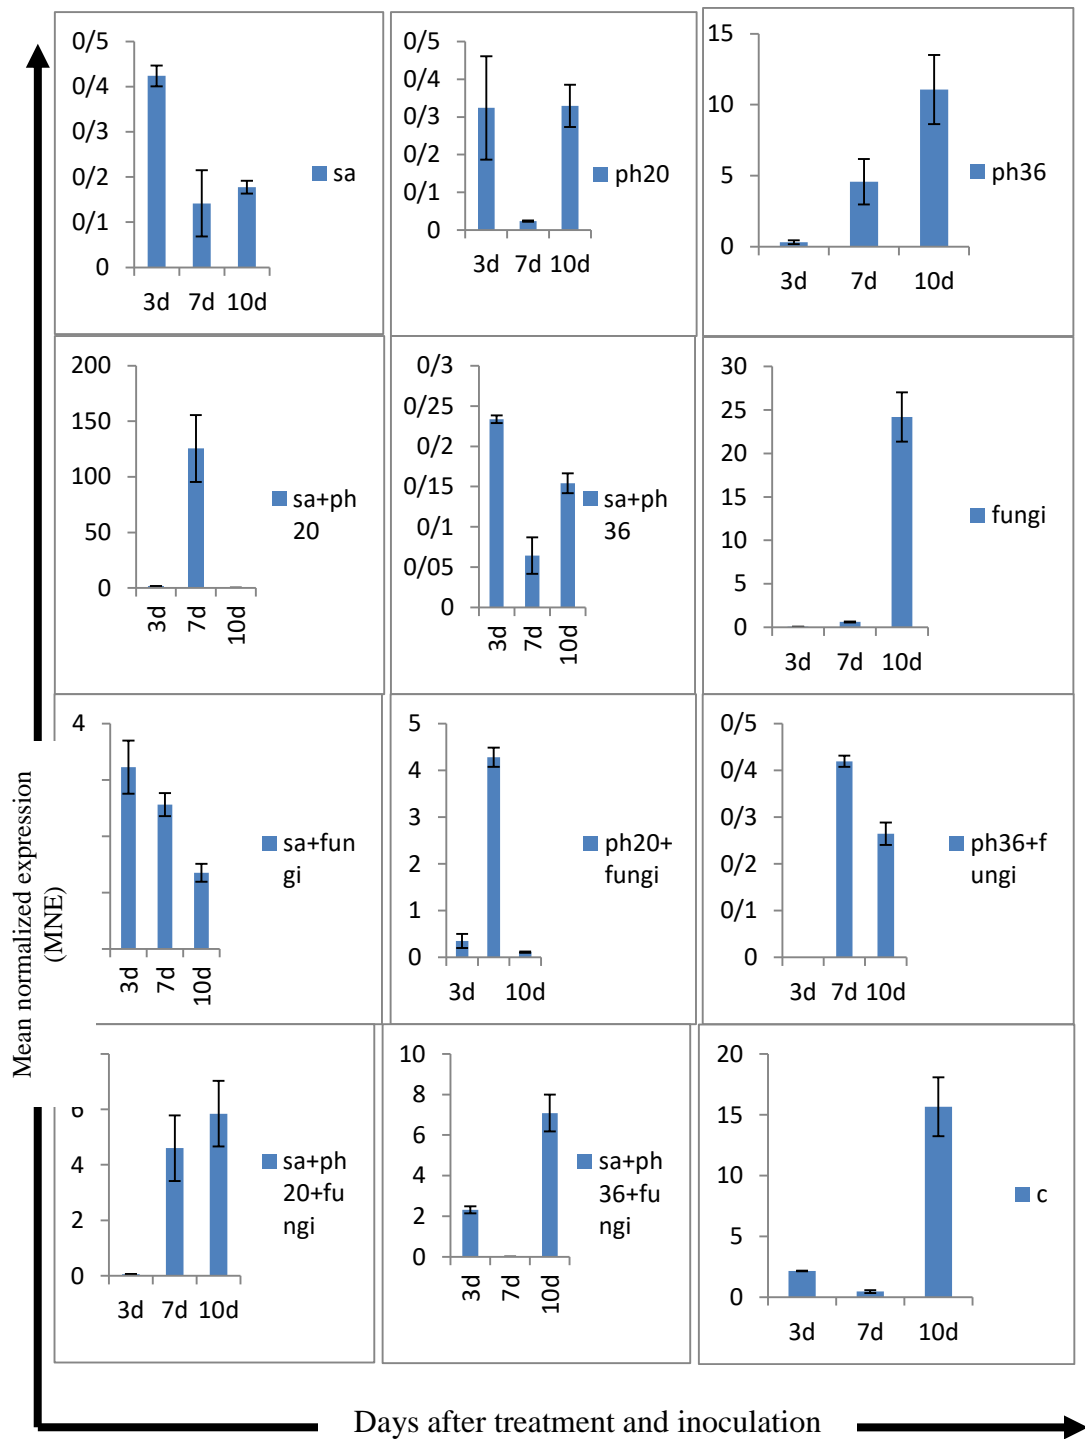 0/5
0/4
0/3
0/2
0/1
0
3d 7d 10d
sa
0/5
0/4
0/3
0/2
0/1
0
3d 7d 10d
ph20
15
10
5
0
3d 7d 10d
ph36
200
150
100
50
0
3d 7d 10d
sa+ph
20
0/3
0/25
0/2
0/15
0/1
0/05
0
3d 7d 10d
sa+ph
36
30
25
20
15
10
5
0
3d 7d 10d
fungi
4
3d 7d 10d
sa+fun
gi
5
4
3
2
1
0
3d 10d
ph20+
fungi
0/5
0/4
0/3
0/2
0/1
0
3d 7d 10d
ph36+f
ungi
6
4
2
0
3d 7d 10d
sa+ph
20+fu
ngi
10
8
6
4
2
0
3d 7d 10d
sa+ph
36+fu
ngi
20
15
10
5
0
3d 7d 10d
c
Mean normalized expression
(MNE)
Days after treatment and inoculation